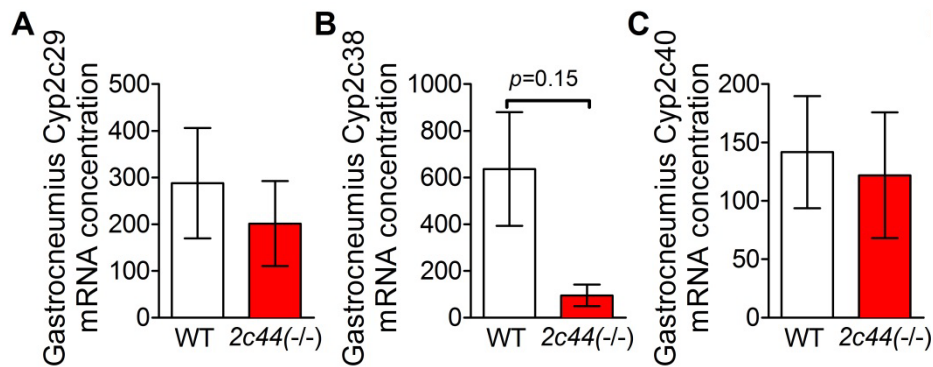 A
Gastrocneumius Cyp2c29
mRNA concentration
500
400
300
200
100
0
WT 2c44(-/-)
B
Gastrocneumius Cyp2c38
mRNA concentration
1000
800
600
400
200
0
p=0.15
WT 2c44(-/-)
C
Gastrocneumius Cyp2c40
mRNA concentration
200
150
100
50
0
WT 2c44(-/-)